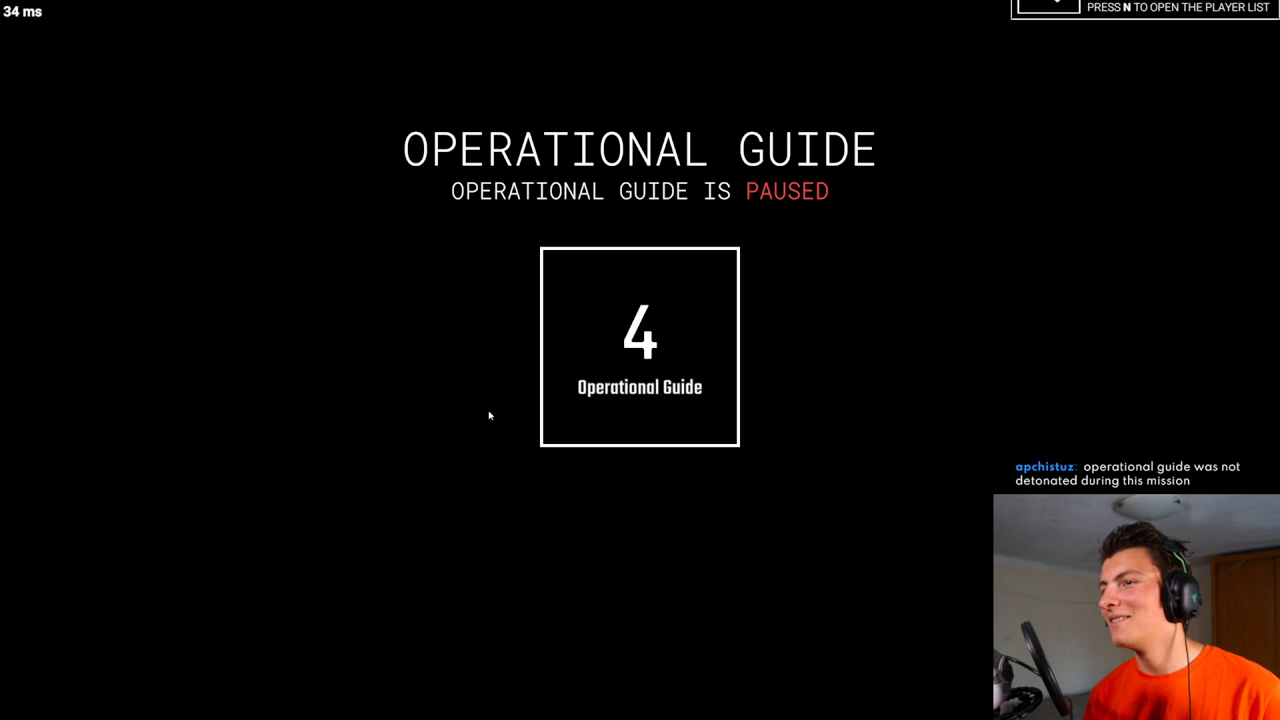 34 ms
PRESS N TO OPEN THE PLAYER LIST
OPERATIONAL GUIDE
OPERATIONAL GUIDE IS PAUSED
4
Operational Guide
apchistuz: operational guide was not
detonated during this mission